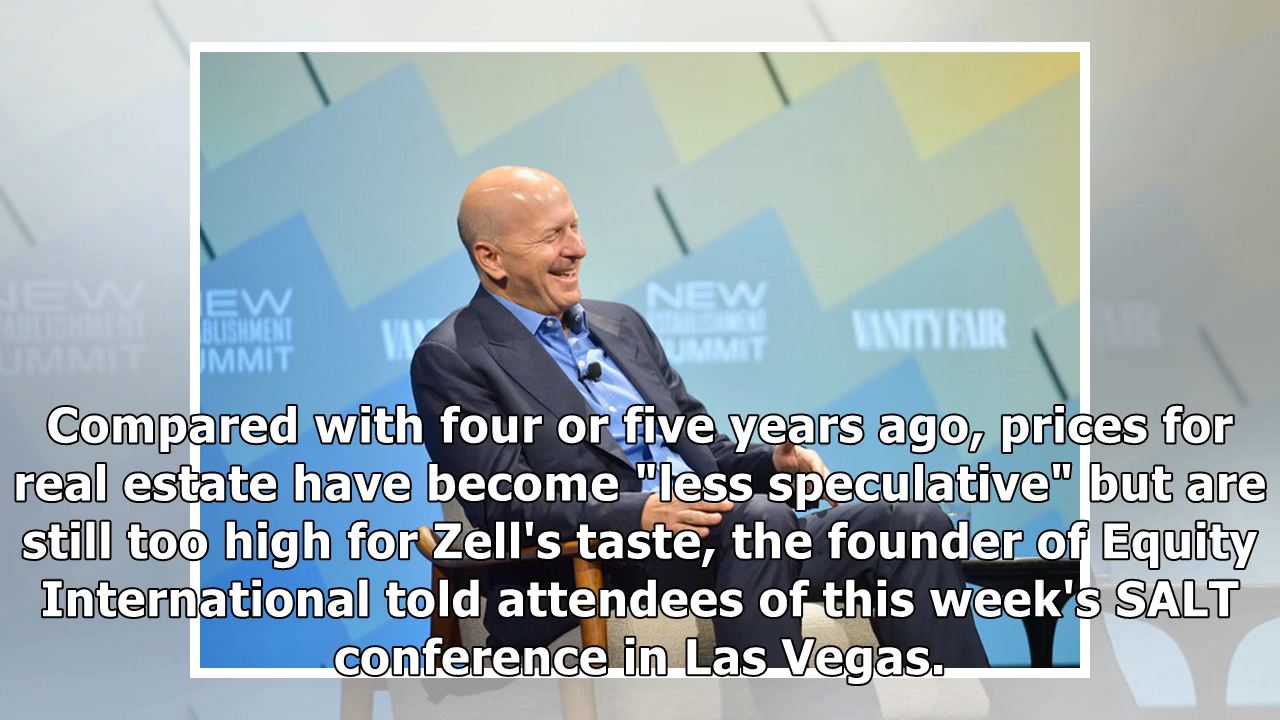 NEW
ESTABLISHMENT
SUMMIT
VANITY FAIR
Compared with four or five years ago, prices for
real estate have become "less speculative" but are
still too high for Zell's taste, the founder of Equity
International told attendees of this week's SALT
conference in Las Vegas.